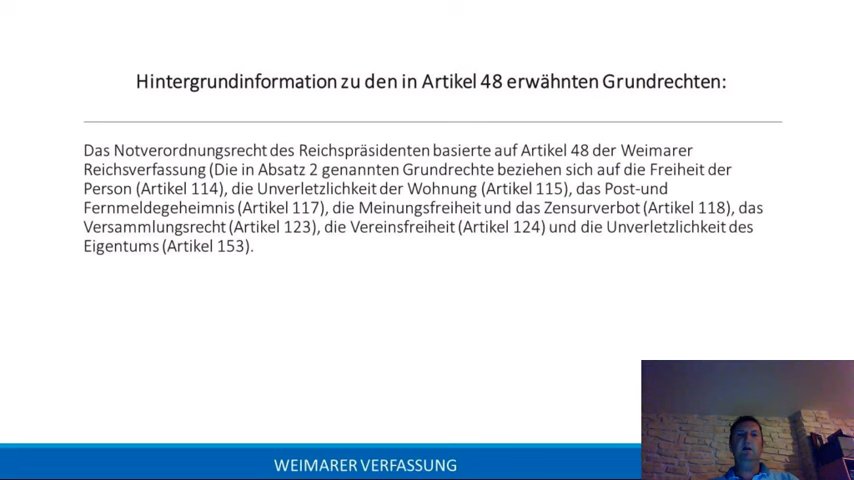 Hintergrundinformation zu den in Artikel 48 erwähnten Grundrechten:
Das Notverordnungsrecht des Reichspräsidenten basierte auf Artikel 48 der Weimarer
Reichsverfassung (Die in Absatz 2 genannten Grundrechte beziehen sich auf die Freiheit der
Person (Artikel 114), die Unverletzlichkeit der Wohnung (Artikel 115), das Post-und
Fernmeldegeheimnis (Artikel 117), die Meinungsfreiheit und das Zensurverbot (Artikel 118), das
Versammlungsrecht (Artikel 123), die Vereinsfreiheit (Artikel 124) und die Unverletzlichkeit des
Eigentums (Artikel 153).
WEIMARER VERFASSUNG